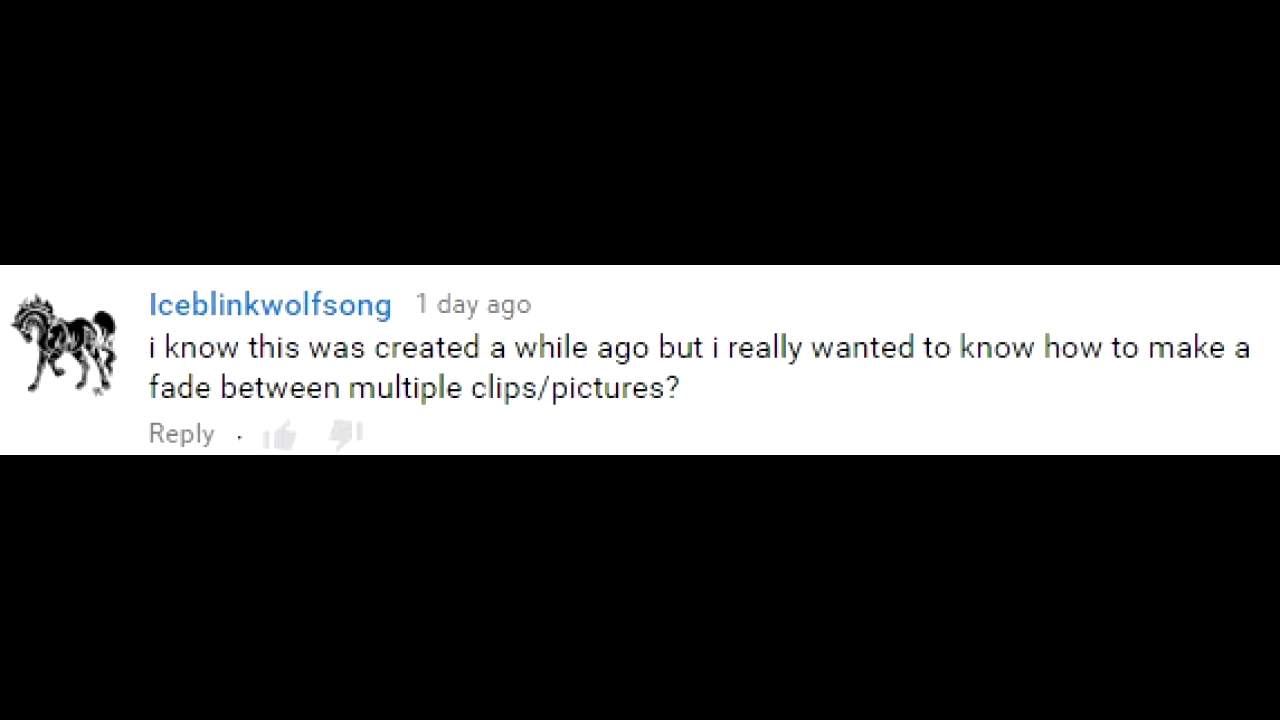 Iceblinkwolfsong 1 day ago
i know this was created a while ago but i really wanted to know how to make a
fade between multiple clips/pictures?
Reply ·